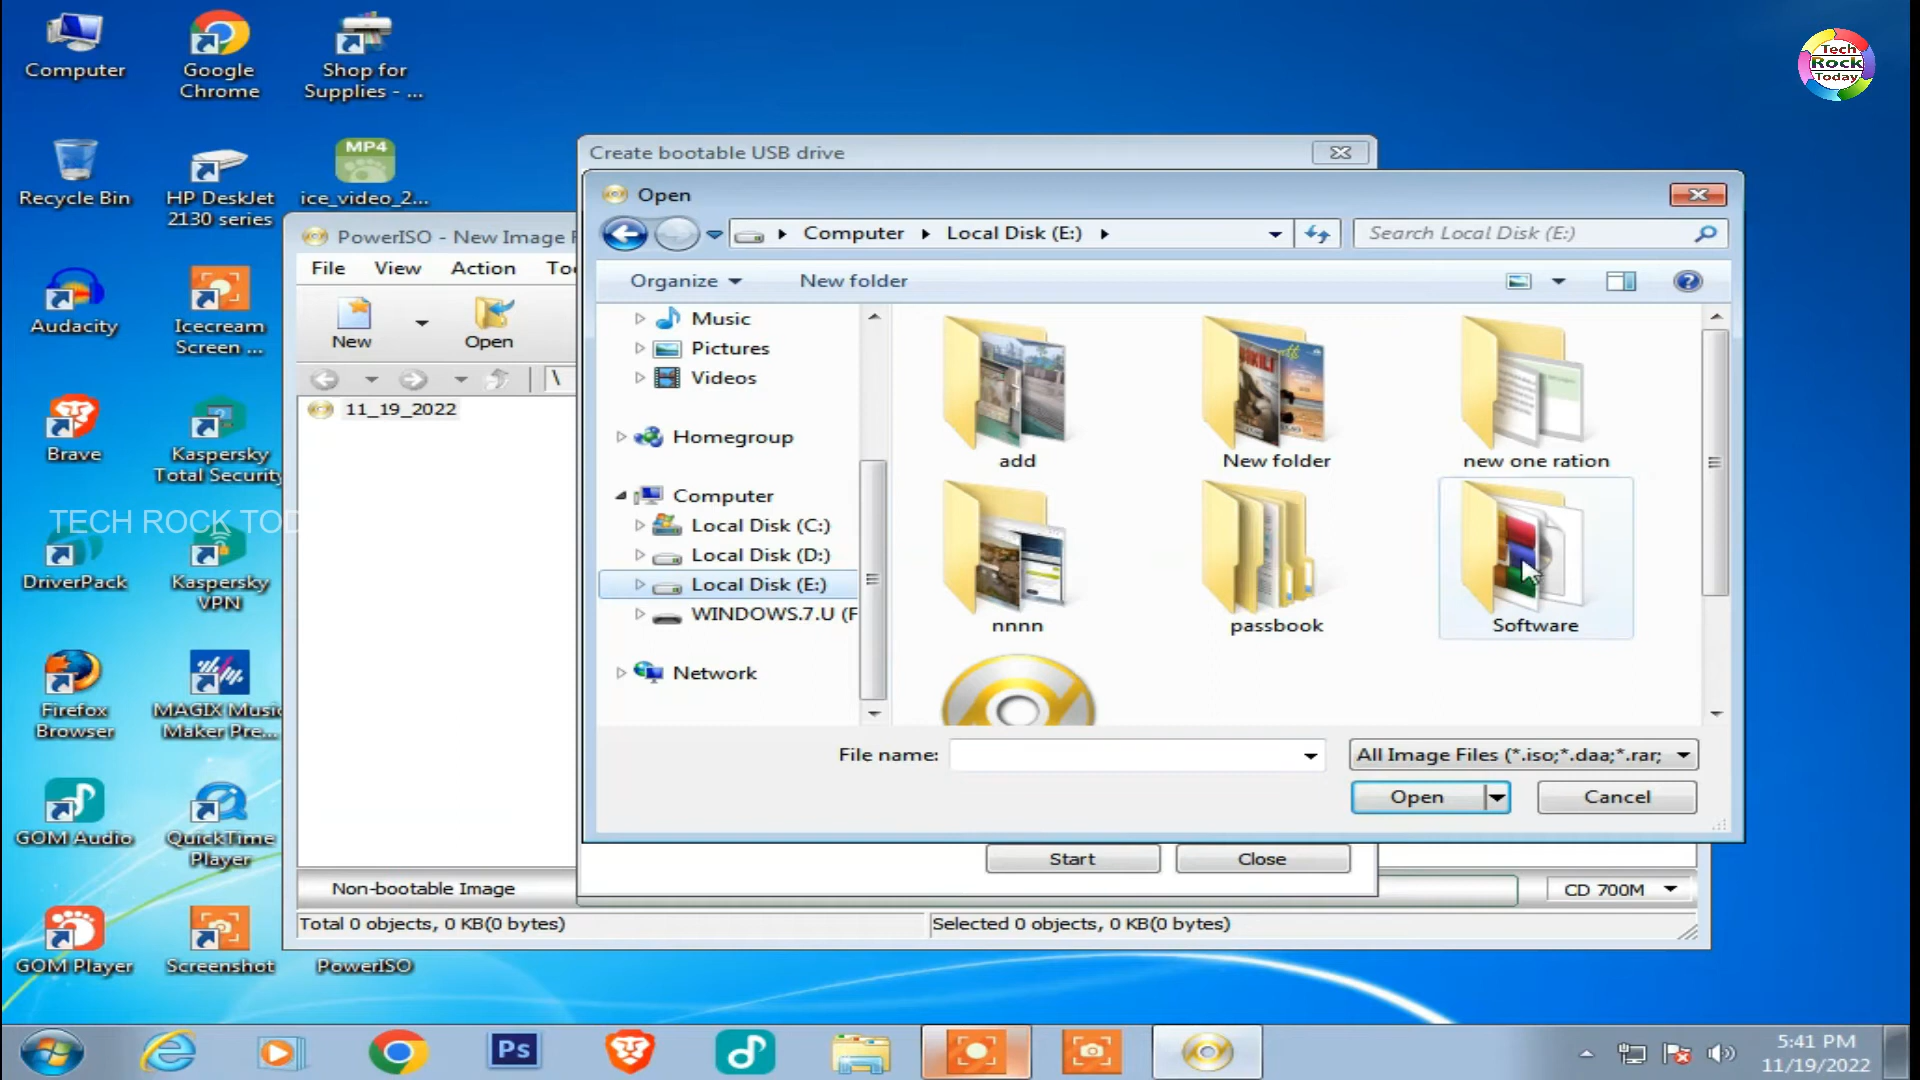 Computer
Google
Chrome
Shop for
Supplies - ...
Tech
Rock
Today
Recycle Bin
HP DeskJet
2130 series
MP4
ice_video_2...
Audacity
Icecream
Screen ...
Brave
Kaspersky
Total Security
TECH ROCK TOD
DriverPack
Kaspersky
VPN
Firefox
Browser
MAGIX Music
Maker Pre...
GOM Audio
QuickTime
Player
GOM Player
Screenshot
PowerISO
Create bootable USB drive
PowerISO - New Image F
File View Action Too
New
Open
\
11_19_2022
Non-bootable Image
CD 700M
Total 0 objects, 0 KB(0 bytes)
Selected 0 objects, 0 KB(0 bytes)
Open
Computer
Local Disk (E:)
Search Local Disk (E:)
Organize
New folder
Music
Pictures
Videos
Homegroup
Computer
Local Disk (C:)
Local Disk (D:)
Local Disk (E:)
WINDOWS.7.U (F
Network
add
New folder
new one ration
nnnn
passbook
Software
File name:
All Image Files (*.iso;*.daa;*.rar;
Open
Cancel
Start
Close
Ps
5:41 PM
11/19/2022